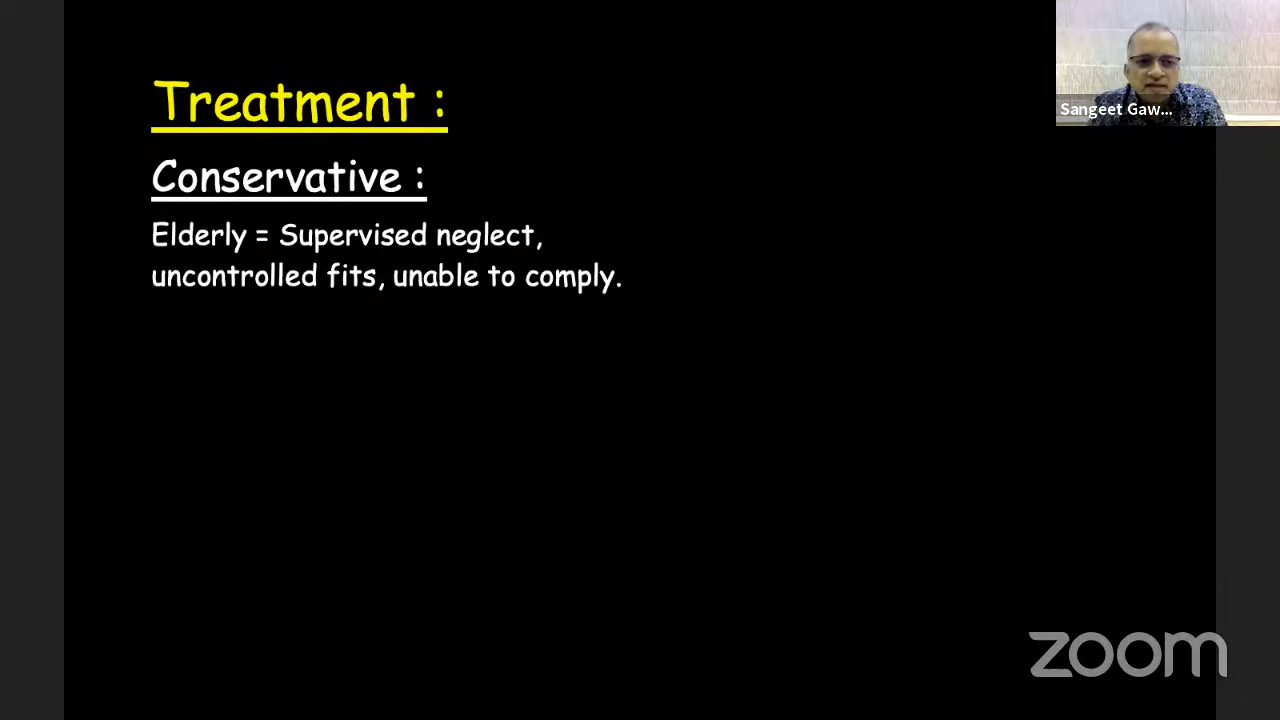 Treatment :
Conservative :
Elderly = Supervised neglect,
uncontrolled fits, unable to comply.
Sangeet Gaw...
zoom